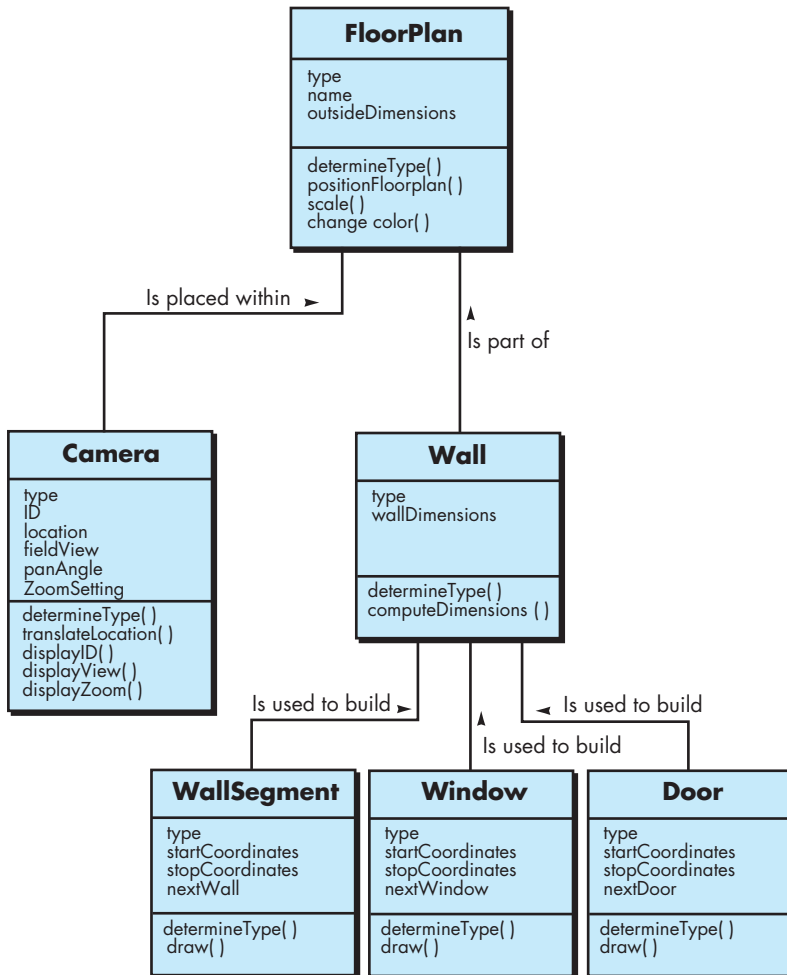 FloorPlan
type
name
outsideDimensions
determineType( )
positionFloorplan( )
scale( )
change color( )
Is placed within
Is part of
Camera
type
ID
location
fieldView
panAngle
ZoomSetting
determineType( )
translateLocation( )
displayID( )
displayView( )
displayZoom( )
Wall
type
wallDimensions
determineType( )
computeDimensions ( )
Is used to build
Is used to build
Is used to build
WallSegment
type
startCoordinates
stopCoordinates
nextWall
determineType( )
draw( )
Window
type
startCoordinates
stopCoordinates
nextWindow
determineType( )
draw( )
Door
type
startCoordinates
stopCoordinates
nextDoor
determineType( )
draw( )